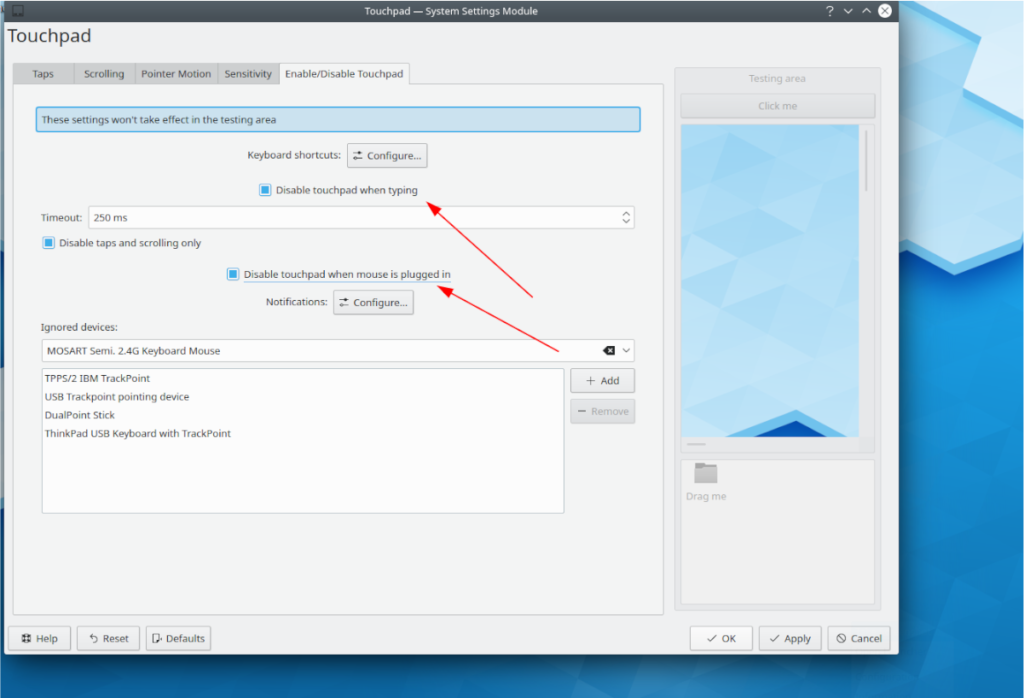 Touchpad — System Settings Module
?
Touchpad
Taps Scrolling Pointer Motion Sensitivity Enable/Disable Touchpad
These settings won't take effect in the testing area
Keyboard shortcuts: Configure...
Disable touchpad when typing
Timeout: 250 ms
Disable taps and scrolling only
Disable touchpad when mouse is plugged in
Notifications: Configure...
Ignored devices:
MOSART Semi. 2.4G Keyboard Mouse
TPPS/2 IBM TrackPoint
USB Trackpoint pointing device
DualPoint Stick
ThinkPad USB Keyboard with TrackPoint
+ Add
− Remove
Testing area
Click me
Drag me
Help Reset Defaults OK Apply Cancel